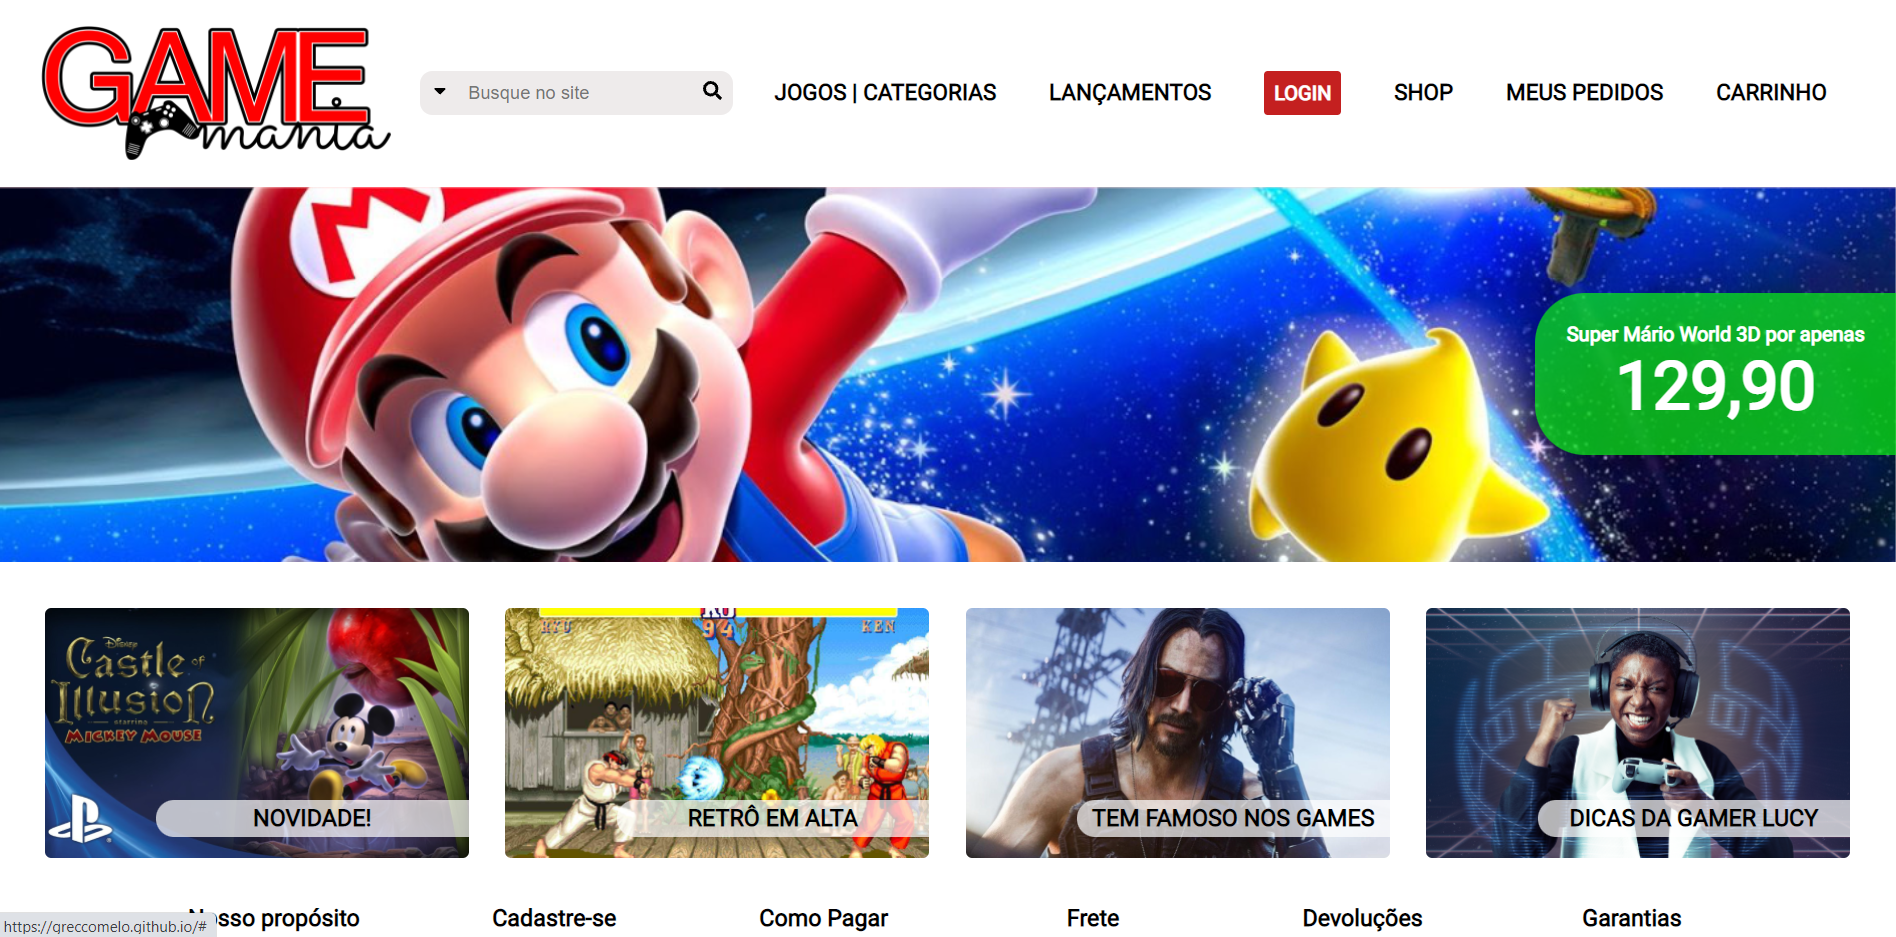 GAME
mania
Busque no site
JOGOS | CATEGORIAS
LANÇAMENTOS
LOGIN
SHOP
MEUS PEDIDOS
CARRINHO
M
Super Mário World 3D por apenas
129,90
Disney
Castle of
Illusion
starring
Mickey Mouse
NOVIDADE!
RYU
KO
94
KEN
RETRÔ EM ALTA
TEM FAMOSO NOS GAMES
DICAS DA GAMER LUCY
Nosso propósito
Cadastre-se
Como Pagar
Frete
Devoluções
Garantias
https://greccomelo.github.io/#